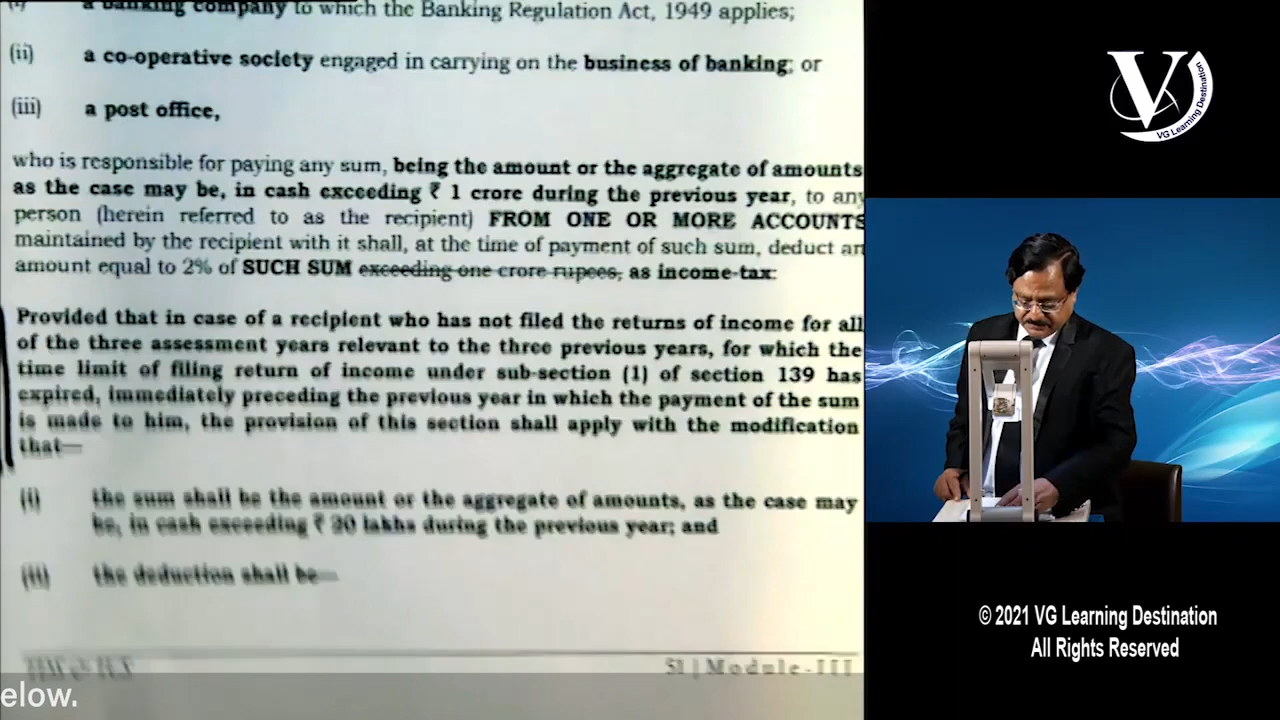 a banking company to which the Banking Regulation Act, 1949 applies;
(ii) a co-operative society engaged in carrying on the business of banking; or
(iii) a post office,
who is responsible for paying any sum, being the amount or the aggregate of amounts
as the case may be, in cash exceeding ₹ 1 crore during the previous year, to any
person (herein referred to as the recipient) FROM ONE OR MORE ACCOUNTS
maintained by the recipient with it shall, at the time of payment of such sum, deduct an
amount equal to 2% of SUCH SUM exceeding one crore rupees, as income-tax:
Provided that in case of a recipient who has not filed the returns of income for all
of the three assessment years relevant to the three previous years, for which the
time limit of filing return of income under sub-section (1) of section 139 has
expired, immediately preceding the previous year in which the payment of the sum
is made to him, the provision of this section shall apply with the modification
that—
(i) the sum shall be the amount or the aggregate of amounts, as the case may
be, in cash exceeding ₹ 20 lakhs during the previous year; and
(ii) the deduction shall be—
51 | Module-III
elow.
V
VG Learning Destination
© 2021 VG Learning Destination
All Rights Reserved